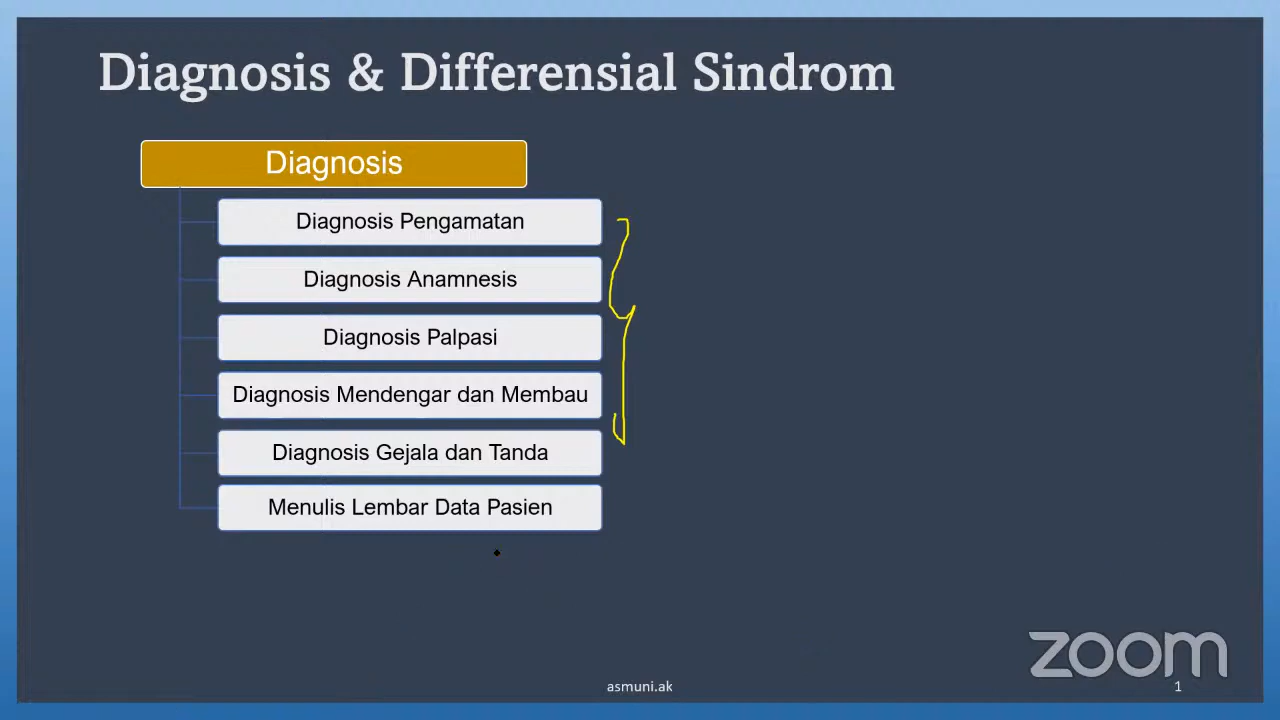 Diagnosis & Differensial Sindrom
Diagnosis
Diagnosis Pengamatan
Diagnosis Anamnesis
Diagnosis Palpasi
Diagnosis Mendengar dan Membau
Diagnosis Gejala dan Tanda
Menulis Lembar Data Pasien
zoom
asmuni.ak
1